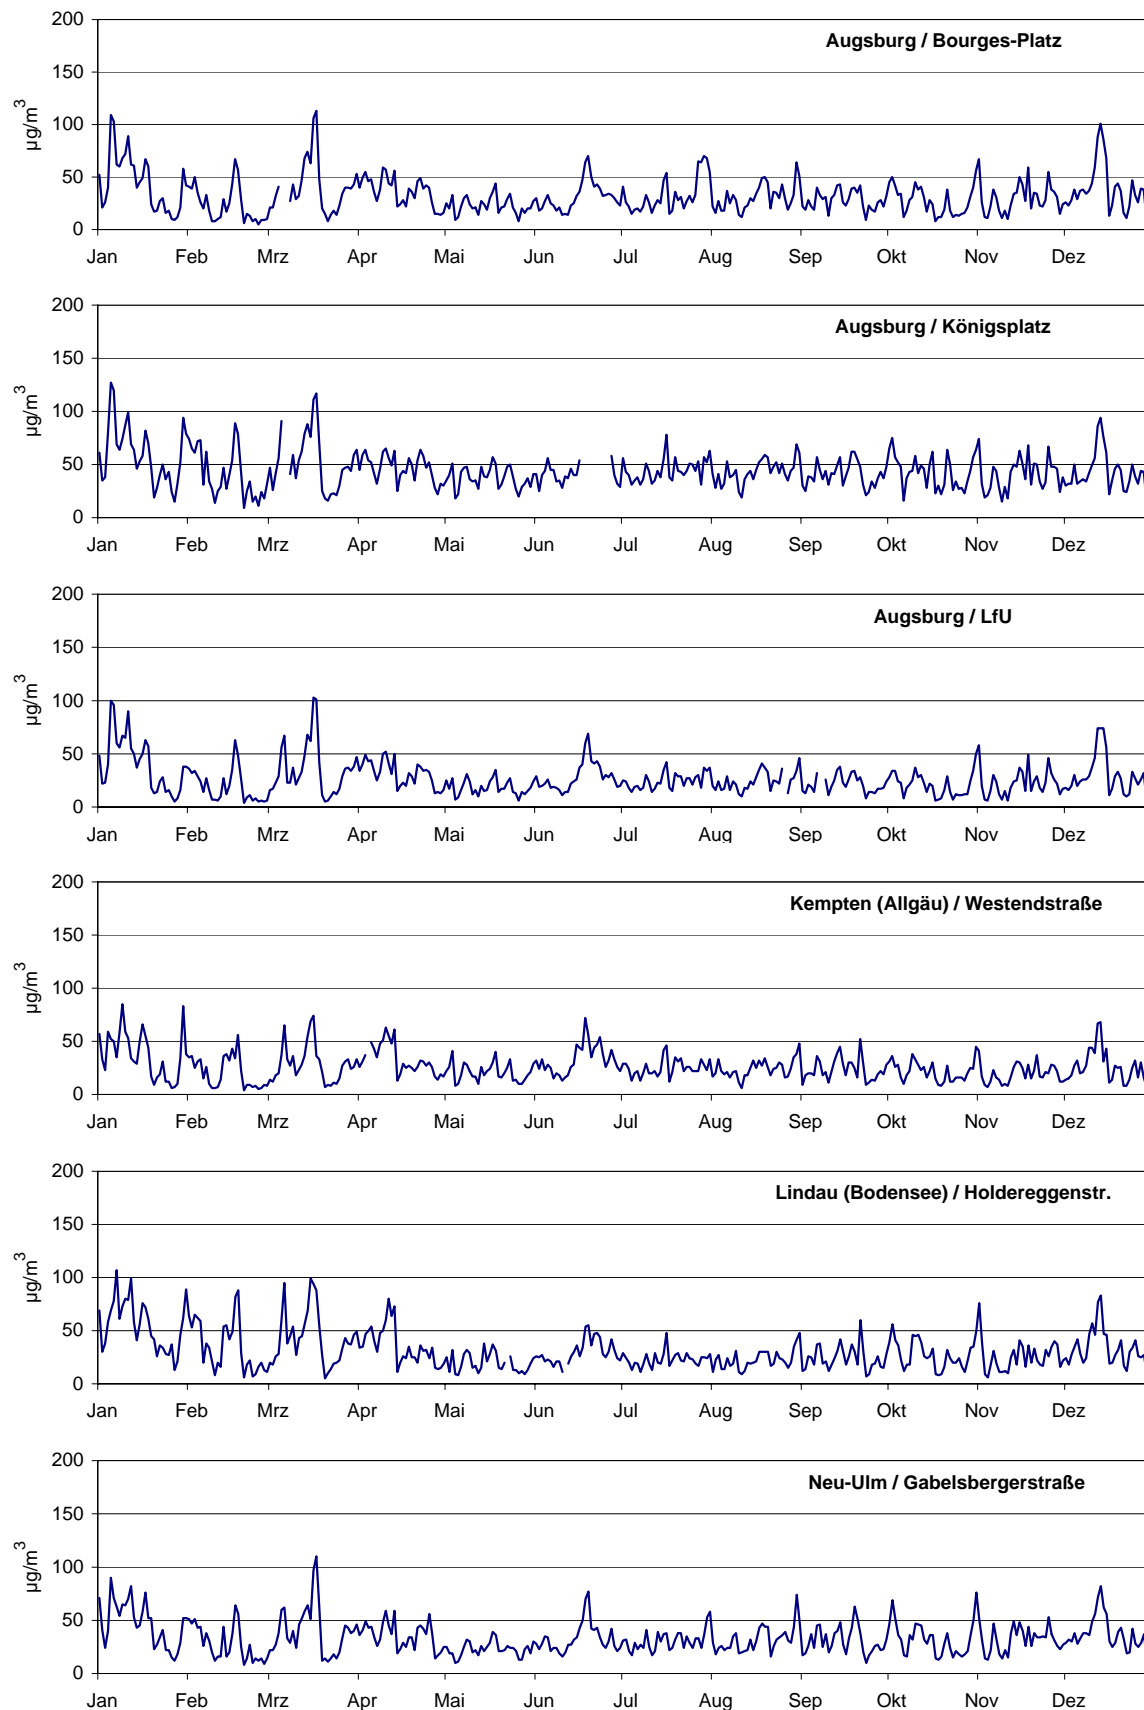 Augsburg / Bourges-Platz
µg/m³
200
150
100
50
0
Jan Feb Mrz Apr Mai Jun Jul Aug Sep Okt Nov Dez
Augsburg / Königsplatz
µg/m³
200
150
100
50
0
Jan Feb Mrz Apr Mai Jun Jul Aug Sep Okt Nov Dez
Augsburg / LfU
µg/m³
200
150
100
50
0
Jan Feb Mrz Apr Mai Jun Jul Aug Sep Okt Nov Dez
Kempten (Allgäu) / Westendstraße
µg/m³
200
150
100
50
0
Jan Feb Mrz Apr Mai Jun Jul Aug Sep Okt Nov Dez
Lindau (Bodensee) / Holdereggenstr.
µg/m³
200
150
100
50
0
Jan Feb Mrz Apr Mai Jun Jul Aug Sep Okt Nov Dez
Neu-Ulm / Gabelsbergerstraße
µg/m³
200
150
100
50
0
Jan Feb Mrz Apr Mai Jun Jul Aug Sep Okt Nov Dez